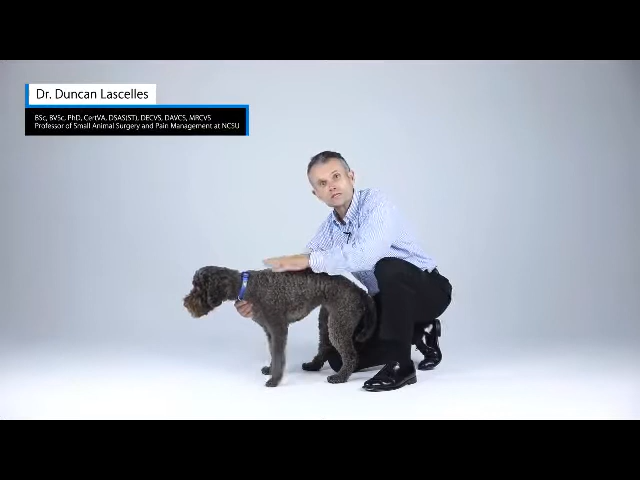 Dr. Duncan Lascelles
BSc, BVSc, PhD, CertVA, DSAS(ST), DECVS, DAVCS, MRCVS
Professor of Small Animal Surgery and Pain Management at NCSU